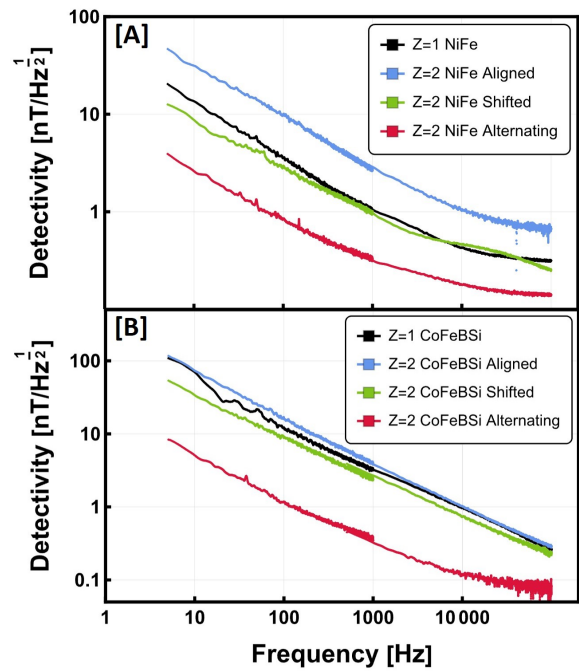 [A]
100
10
1
Detectivity [nT/Hz^1/2]
Z=1 NiFe
Z=2 NiFe Aligned
Z=2 NiFe Shifted
Z=2 NiFe Alternating
[B]
100
10
1
0.1
Detectivity [nT/Hz^1/2]
Z=1 CoFeBSi
Z=2 CoFeBSi Aligned
Z=2 CoFeBSi Shifted
Z=2 CoFeBSi Alternating
1 10 100 1000 10 000
Frequency [Hz]